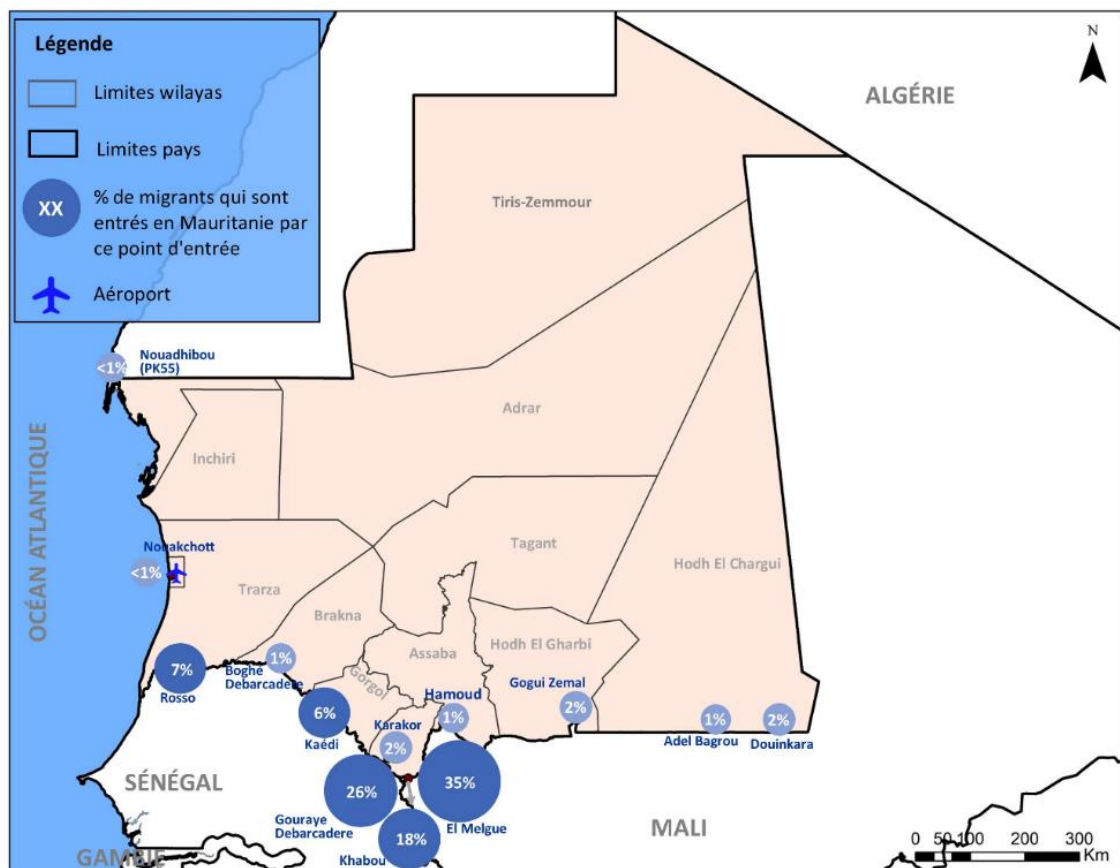 Légende
Limites wilayas
Limites pays
XX
% de migrants qui sont
entrés en Mauritanie par
ce point d'entrée
Aéroport
N
ALGÉRIE
Tiris-Zemmour
<1%
Nouadhibou
(PK55)
Adrar
OCÉAN ATLANTIQUE
Inchiri
Nouakchott
<1%
Tagant
Hodh El Chargui
Trarza
Brakna
Hodh El Gharbi
Assaba
7%
Rosso
1%
Boghe
Debarcadere
Gorgol
Gogui Zemal
2%
Hamoud
1%
6%
Kaédi
Karakor
2%
1%
Adel Bagrou
2%
Douinkara
SÉNÉGAL
26%
Gouraye
Debarcadere
35%
El Melgue
18%
Khabou
MALI
GAMBIE
0 50 100 200 300
Km